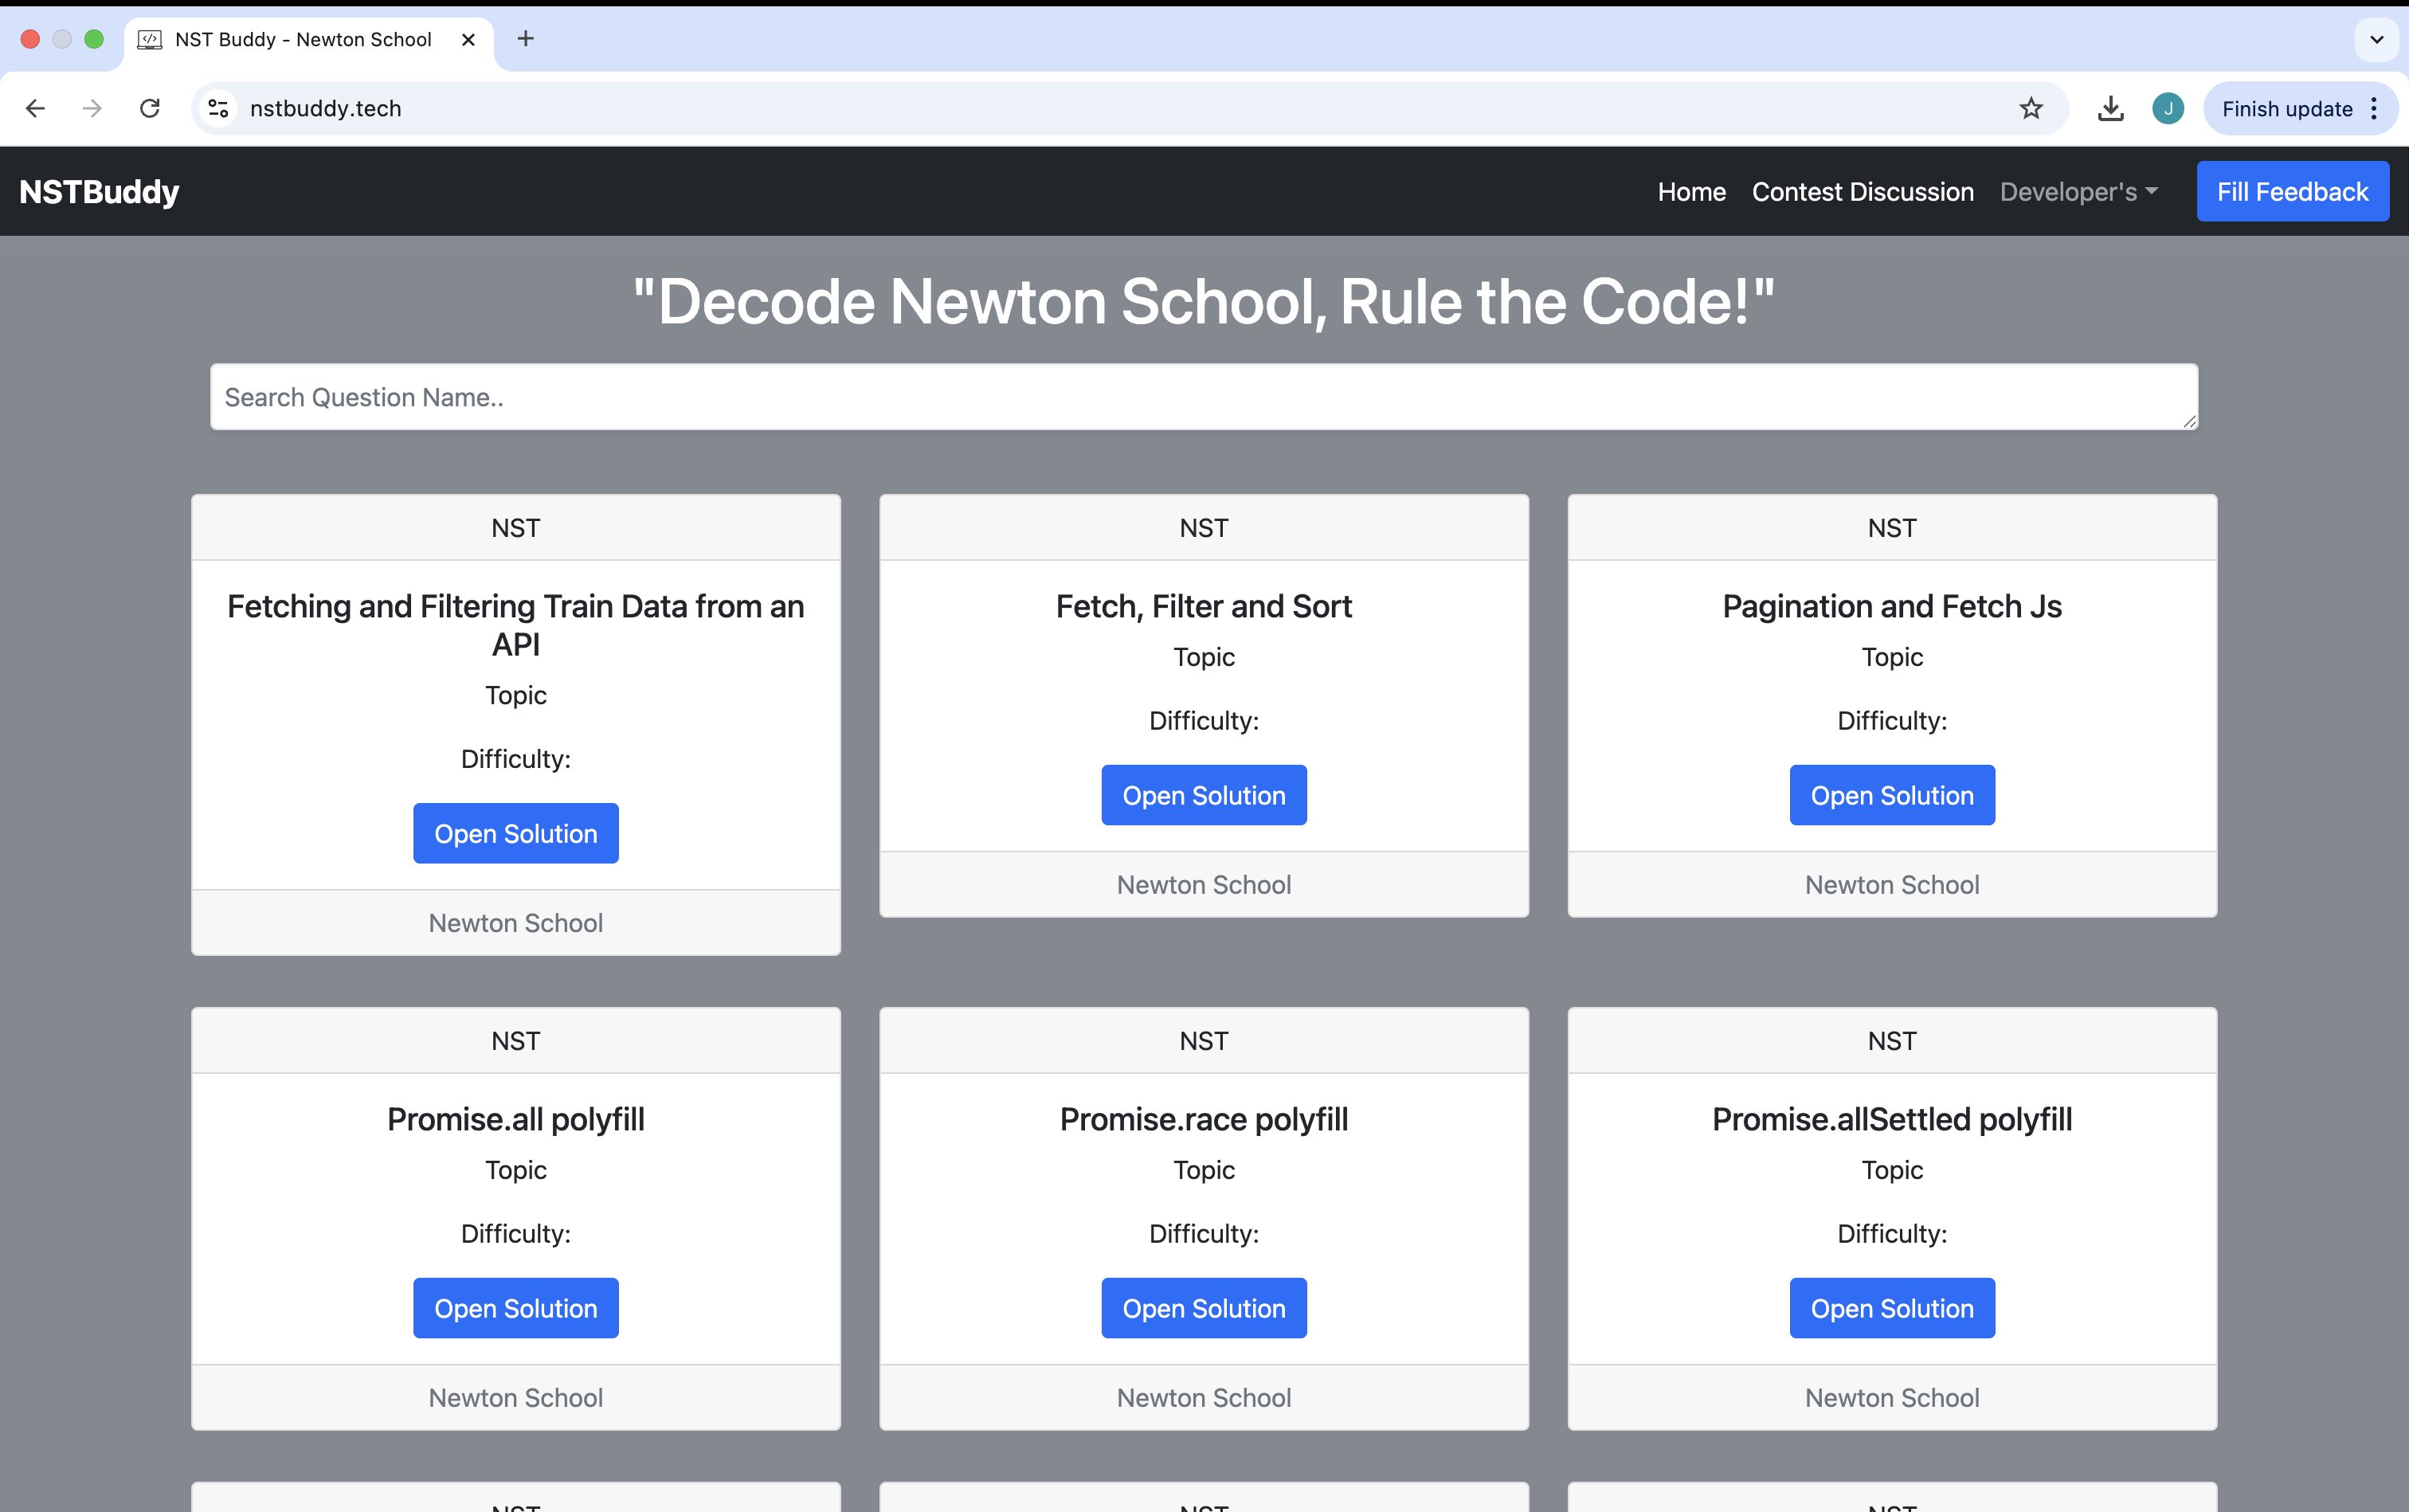 NST Buddy - Newton School
nstbuddy.tech
J
Finish update
NSTBuddy
Home
Contest Discussion
Developer's
Fill Feedback
"Decode Newton School, Rule the Code!"
Search Question Name..
NST
Fetching and Filtering Train Data from an
API
Topic
Difficulty:
Open Solution
Newton School
NST
Fetch, Filter and Sort
Topic
Difficulty:
Open Solution
Newton School
NST
Pagination and Fetch Js
Topic
Difficulty:
Open Solution
Newton School
NST
Promise.all polyfill
Topic
Difficulty:
Open Solution
Newton School
NST
Promise.race polyfill
Topic
Difficulty:
Open Solution
Newton School
NST
Promise.allSettled polyfill
Topic
Difficulty:
Open Solution
Newton School
NST
NST
NST